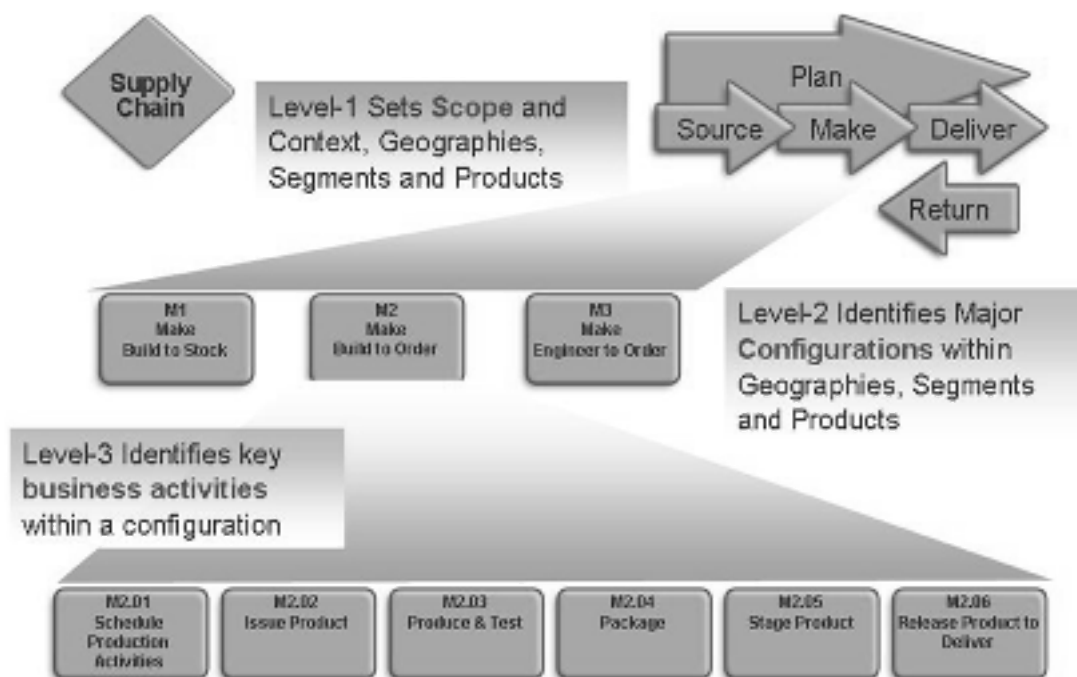 Supply
Chain
Level-1 Sets Scope and
Context, Geographies,
Segments and Products
Plan
Source
Make
Deliver
Return
M1
Make
Build to Stock
M2
Make
Build to Order
M3
Make
Engineer to Order
Level-2 Identifies Major
Configurations within
Geographies, Segments
and Products
Level-3 Identifies key
business activities
within a configuration
M2.01
Schedule
Production
Activities
M2.02
Issue Product
M2.03
Produce & Test
M2.04
Package
M2.05
Stage Product
M2.06
Release Product to
Deliver